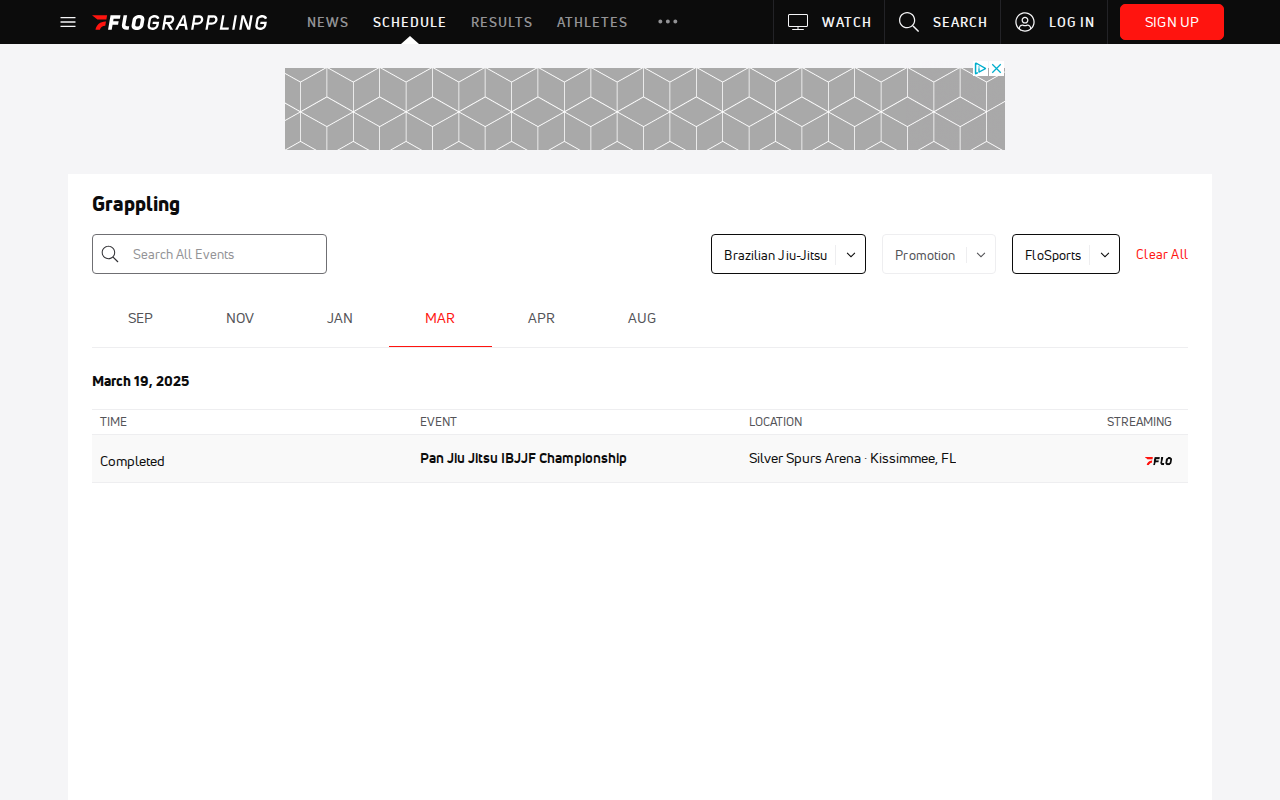 FLOGRAPPLING NEWS SCHEDULE RESULTS ATHLETES WATCH SEARCH LOG IN SIGN UP
Grappling
Search All Events Brazilian Jiu-Jitsu Promotion FloSports Clear All
SEP NOV JAN MAR APR AUG
March 19, 2025
TIME EVENT LOCATION STREAMING
Completed Pan Jiu Jitsu IBJJF Championship Silver Spurs Arena · Kissimmee, FL FLO